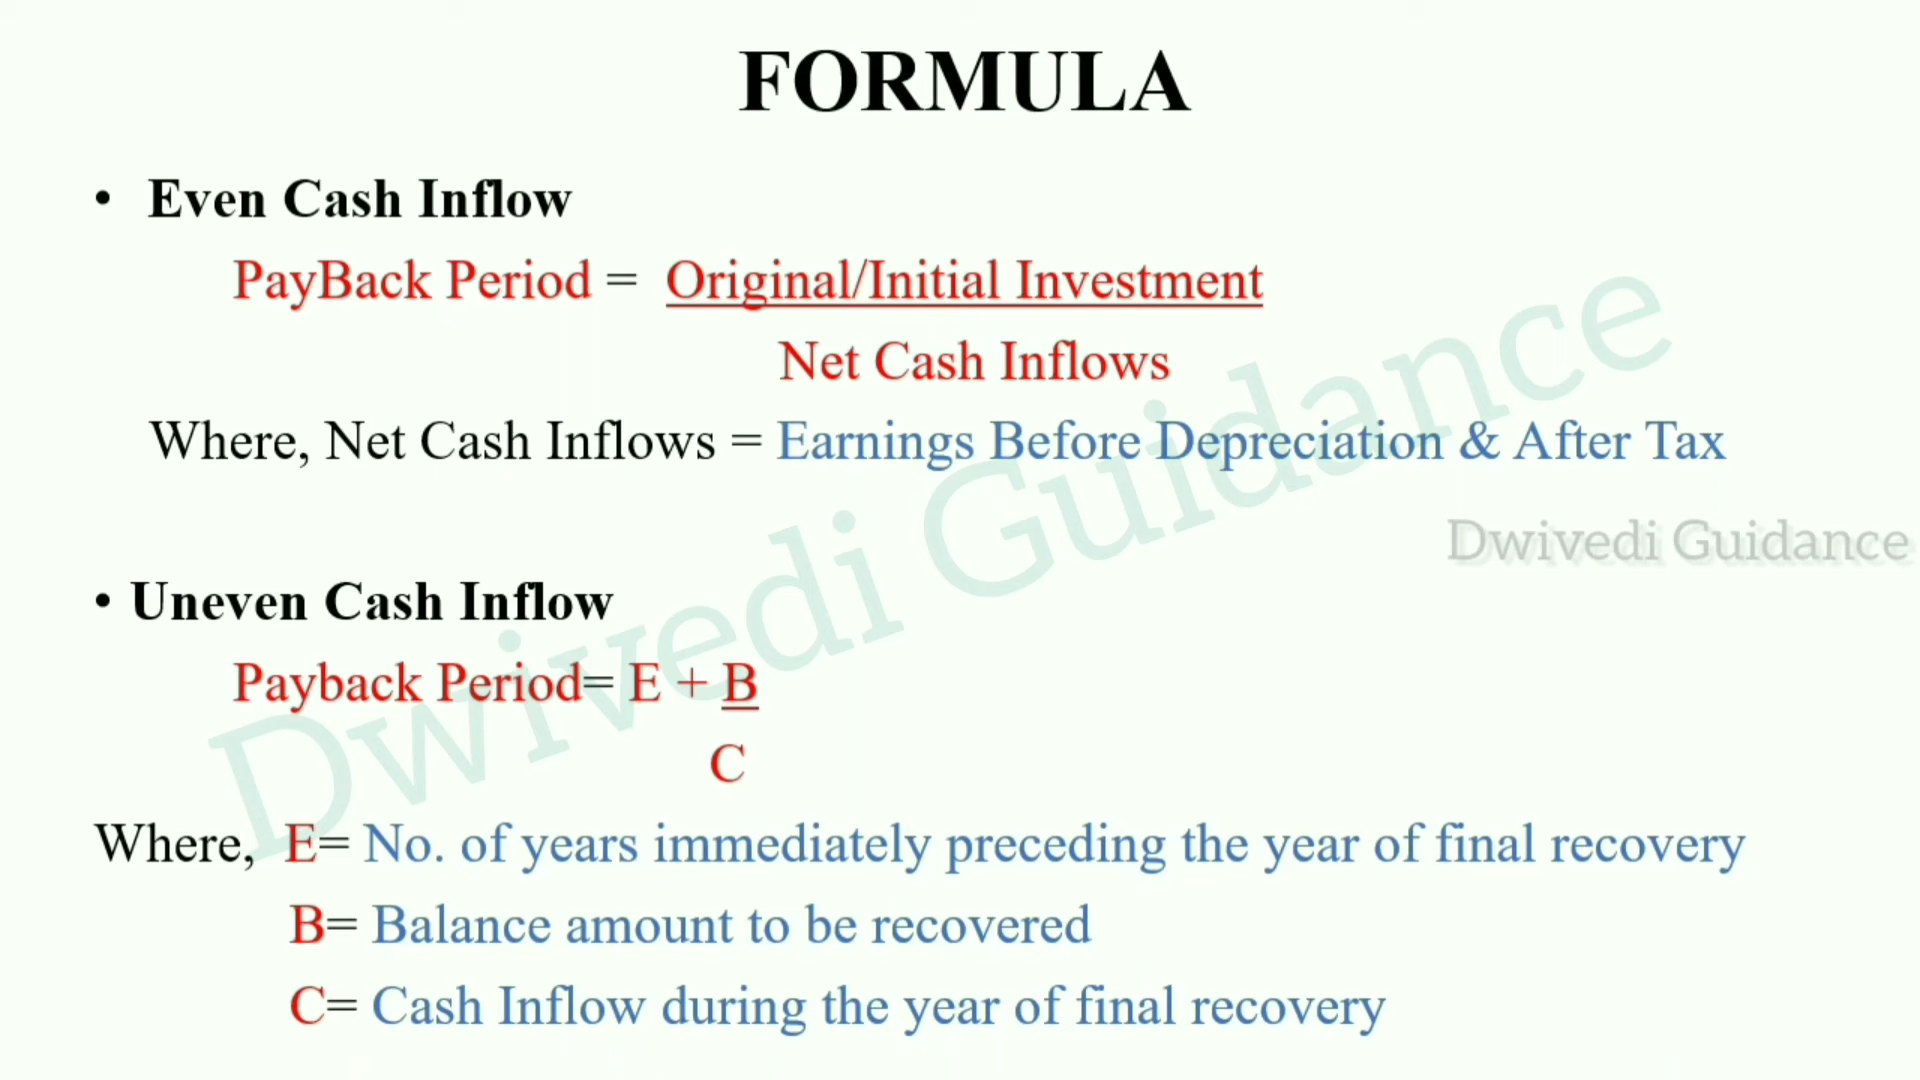 FORMULA
• Even Cash Inflow
PayBack Period = Original/Initial Investment
Net Cash Inflows
Where, Net Cash Inflows = Earnings Before Depreciation & After Tax
Dwivedi Guidance
Dwivedi Guidance
• Uneven Cash Inflow
Payback Period= E + B
C
Where, E= No. of years immediately preceding the year of final recovery
B= Balance amount to be recovered
C= Cash Inflow during the year of final recovery